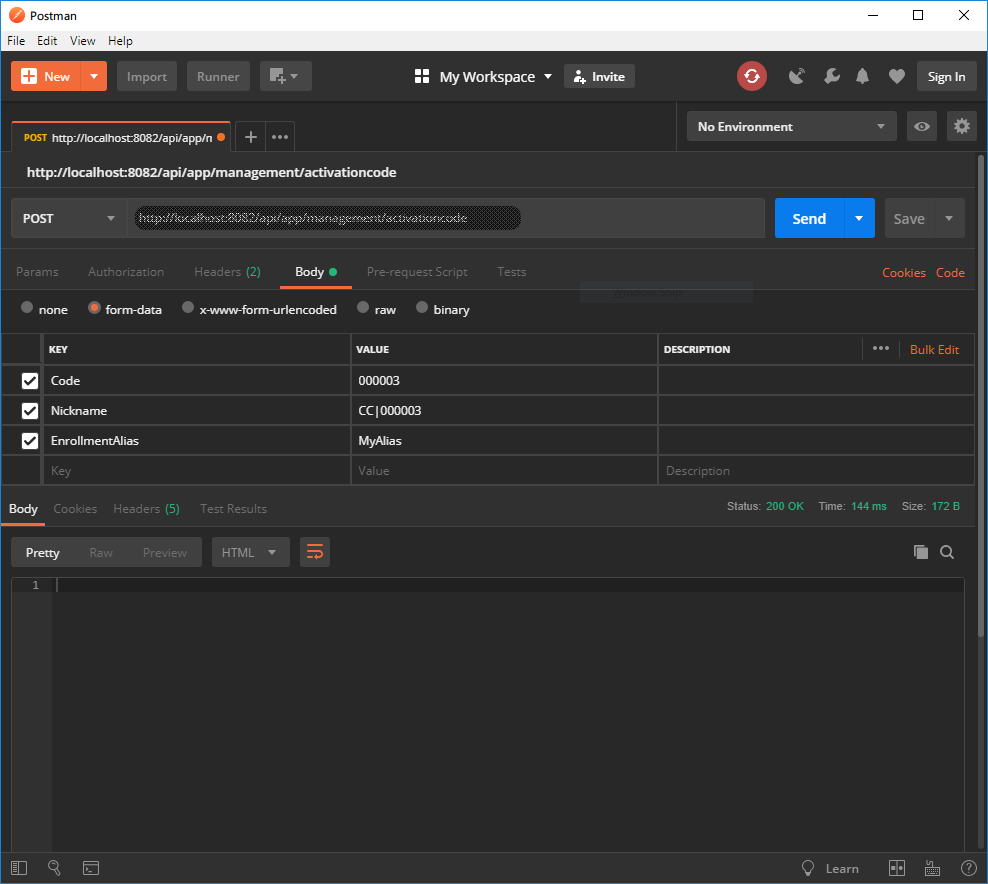 Postman
File Edit View Help
New Import Runner My Workspace Invite Sign In
POST http://localhost:8082/api/app/n + ••• No Environment
http://localhost:8082/api/app/management/activationcode
POST http://localhost:8082/api/app/management/activationcode Send Save
Params Authorization Headers (2) Body Pre-request Script Tests Cookies Code
none form-data x-www-form-urlencoded raw binary
KEY VALUE DESCRIPTION ••• Bulk Edit
Code 000003
Nickname CC|000003
EnrollmentAlias MyAlias
Key Value Description
Body Cookies Headers (5) Test Results Status: 200 OK Time: 144 ms Size: 172 B
Pretty Raw Preview HTML
1
Learn